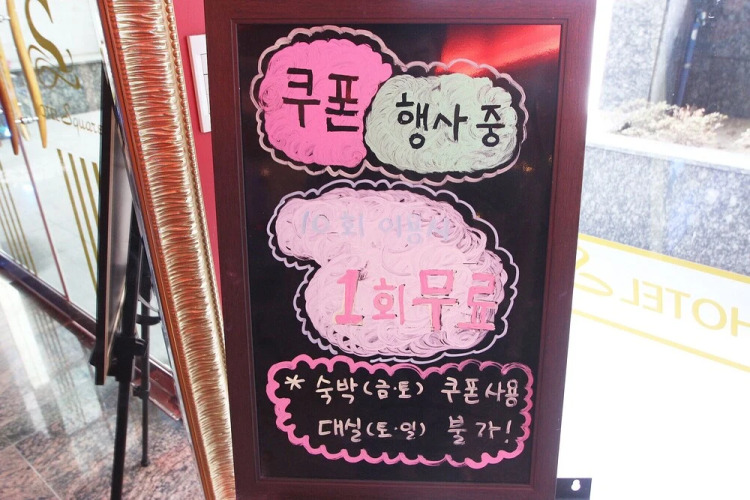 쿠폰
행사중
10회 이용시
1회무료
* 숙박(금·토) 쿠폰사용
대실(토·일) 불가!
HOTEL